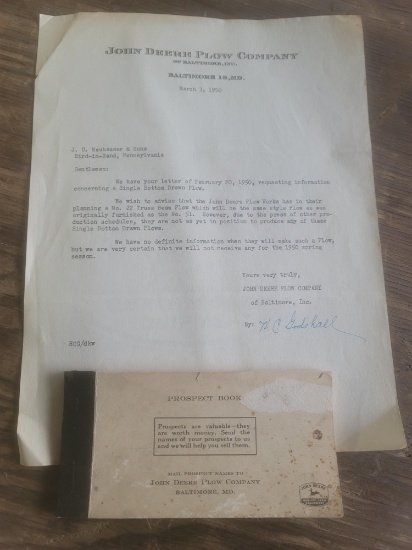 JOHN DEERE PLOW COMPANY
OF BALTIMORE, INC.
BALTIMORE 18, MD.
March 3, 1950
J. D. & Sons
Bird-in-Hand, Pennsylvania
Gentlemen:
We have your letter of February 28, 1950, requesting information
concerning a Single Bottom Drawn Plow.
We wish to advise that the John Deere Plow Works has in their
planning a No. 22 Truss Beam Plow which will be the same style Plow as was
originally furnished as the No. 51. However, due to the press of other pro-
duction schedules, they are not as yet in position to produce any of these
Single Bottom Drawn Plows.
We have no definite information when they will make such a Plow,
but we are very certain that we will not receive any for the 1950 spring
season.
Yours very truly,
JOHN DEERE PLOW COMPANY
of Baltimore, Inc.
By: W C Godshall
PROSPECT BOOK
Prospects are valuable—they
are worth money. Send the
names of your prospects to us
and we will help you sell them.
MAIL PROSPECT NAMES TO
JOHN DEERE PLOW COMPANY
BALTIMORE, MD.
JOHN DEERE